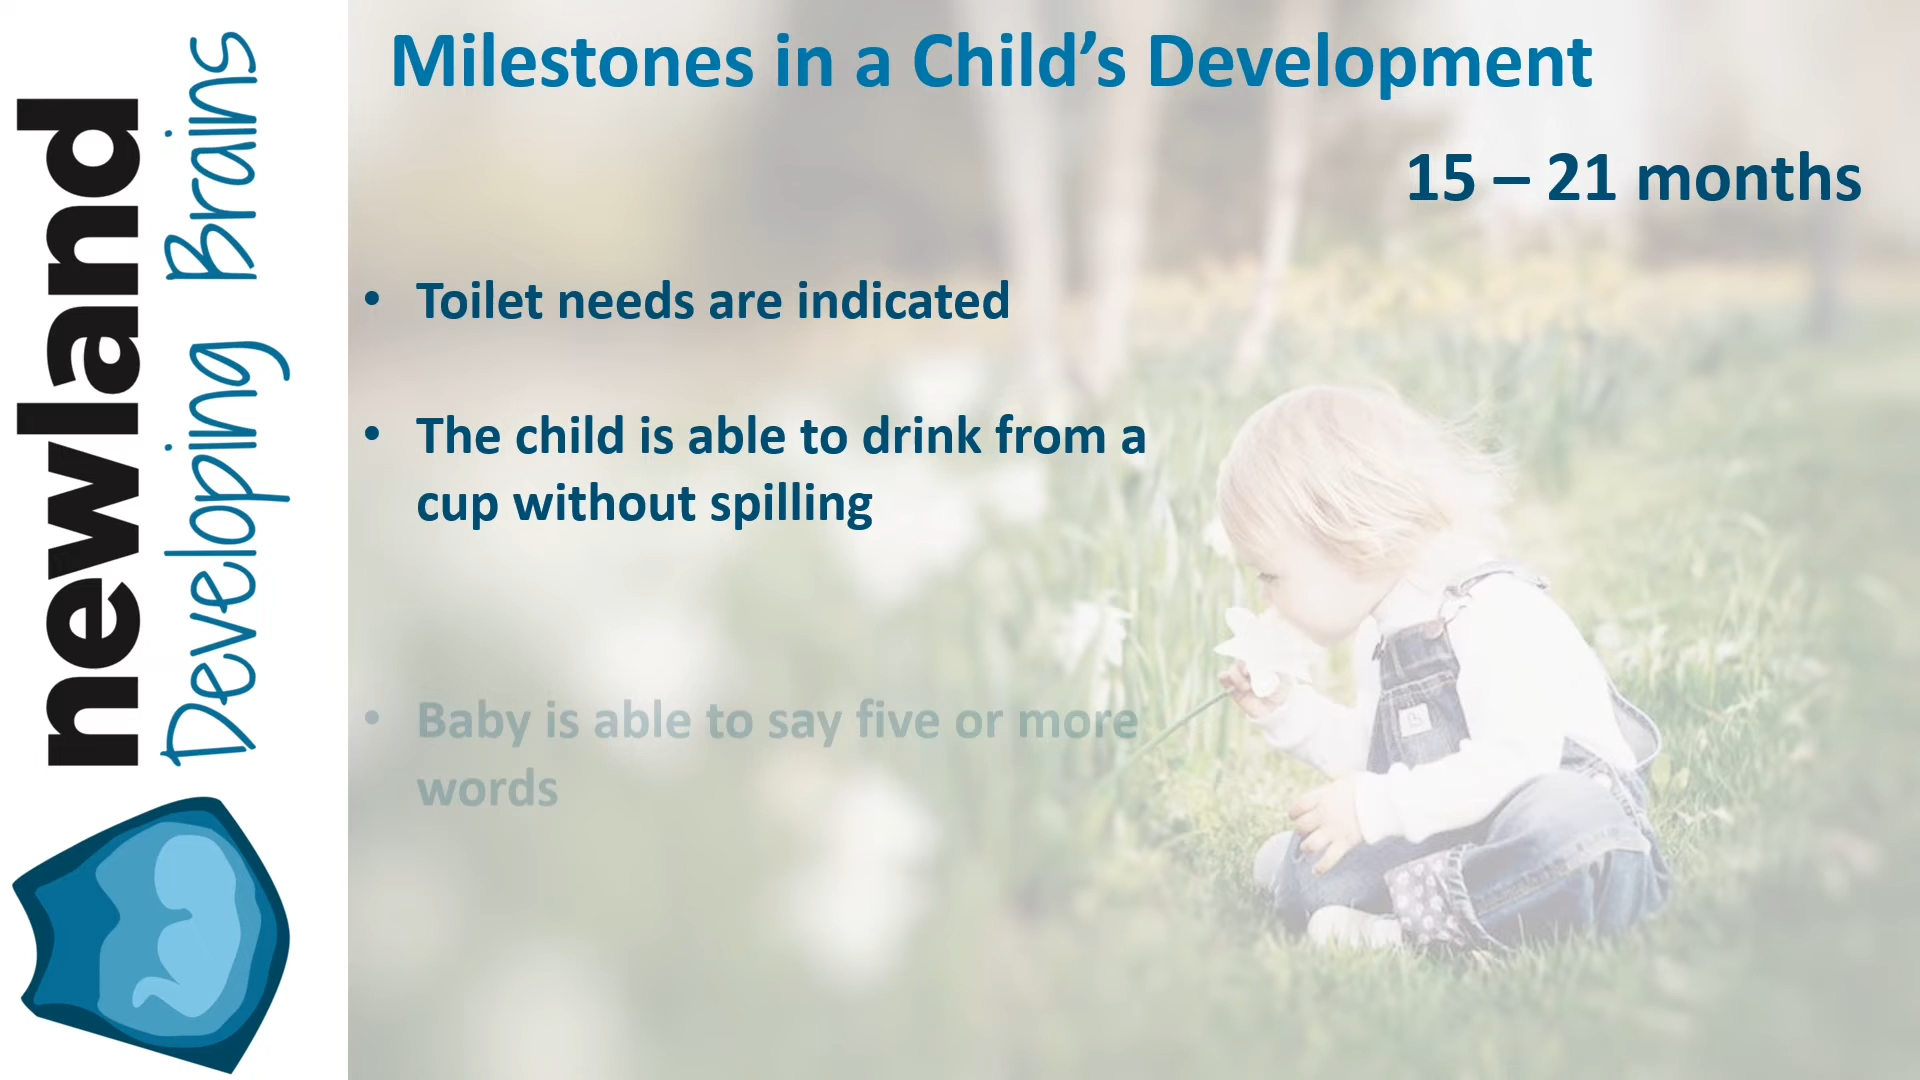 newland
Developing Brains
Milestones in a Child’s Development
15 – 21 months
• Toilet needs are indicated
• The child is able to drink from a
cup without spilling
• Baby is able to say five or more
words